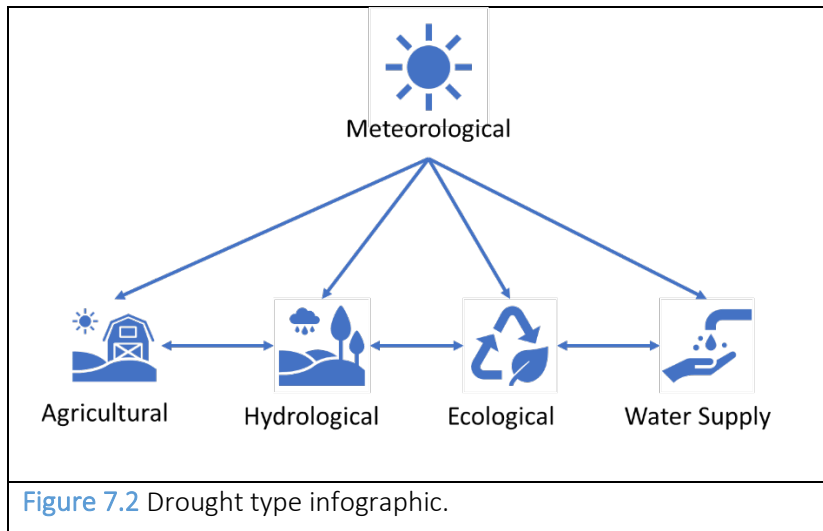 Meteorological
Agricultural
Hydrological
Ecological
Water Supply
Figure 7.2 Drought type infographic.